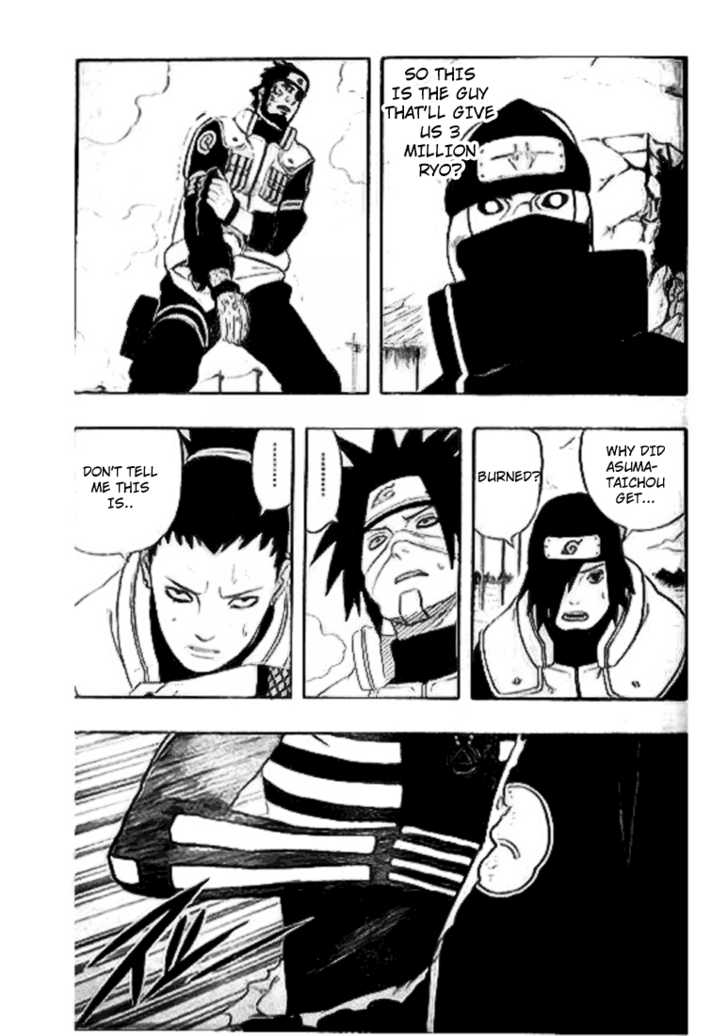 SO THIS
IS THE GUY
THAT'LL GIVE
US 3
MILLION
RYO?
WHY DID
ASUMA-
TAICHOU
GET...
BURNED?
.........
.........
DON'T TELL
ME THIS
IS..